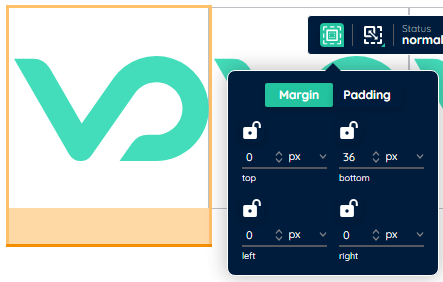 Status
normal
Margin Padding
0 px 36 px
top bottom
0 px 0 px
left right